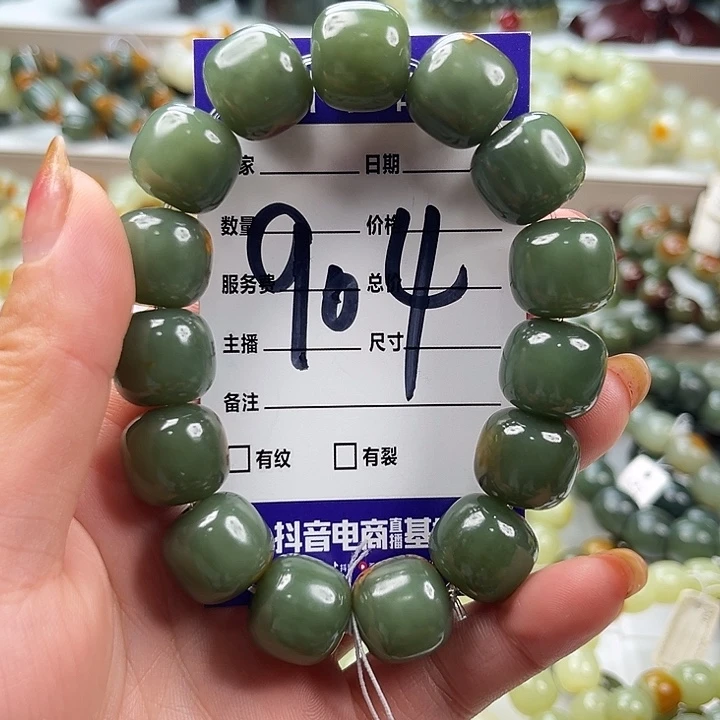 家 日期
数量 价格
904
服务费 总价
主播 尺寸
备注
有纹 有裂
抖音电商直播基